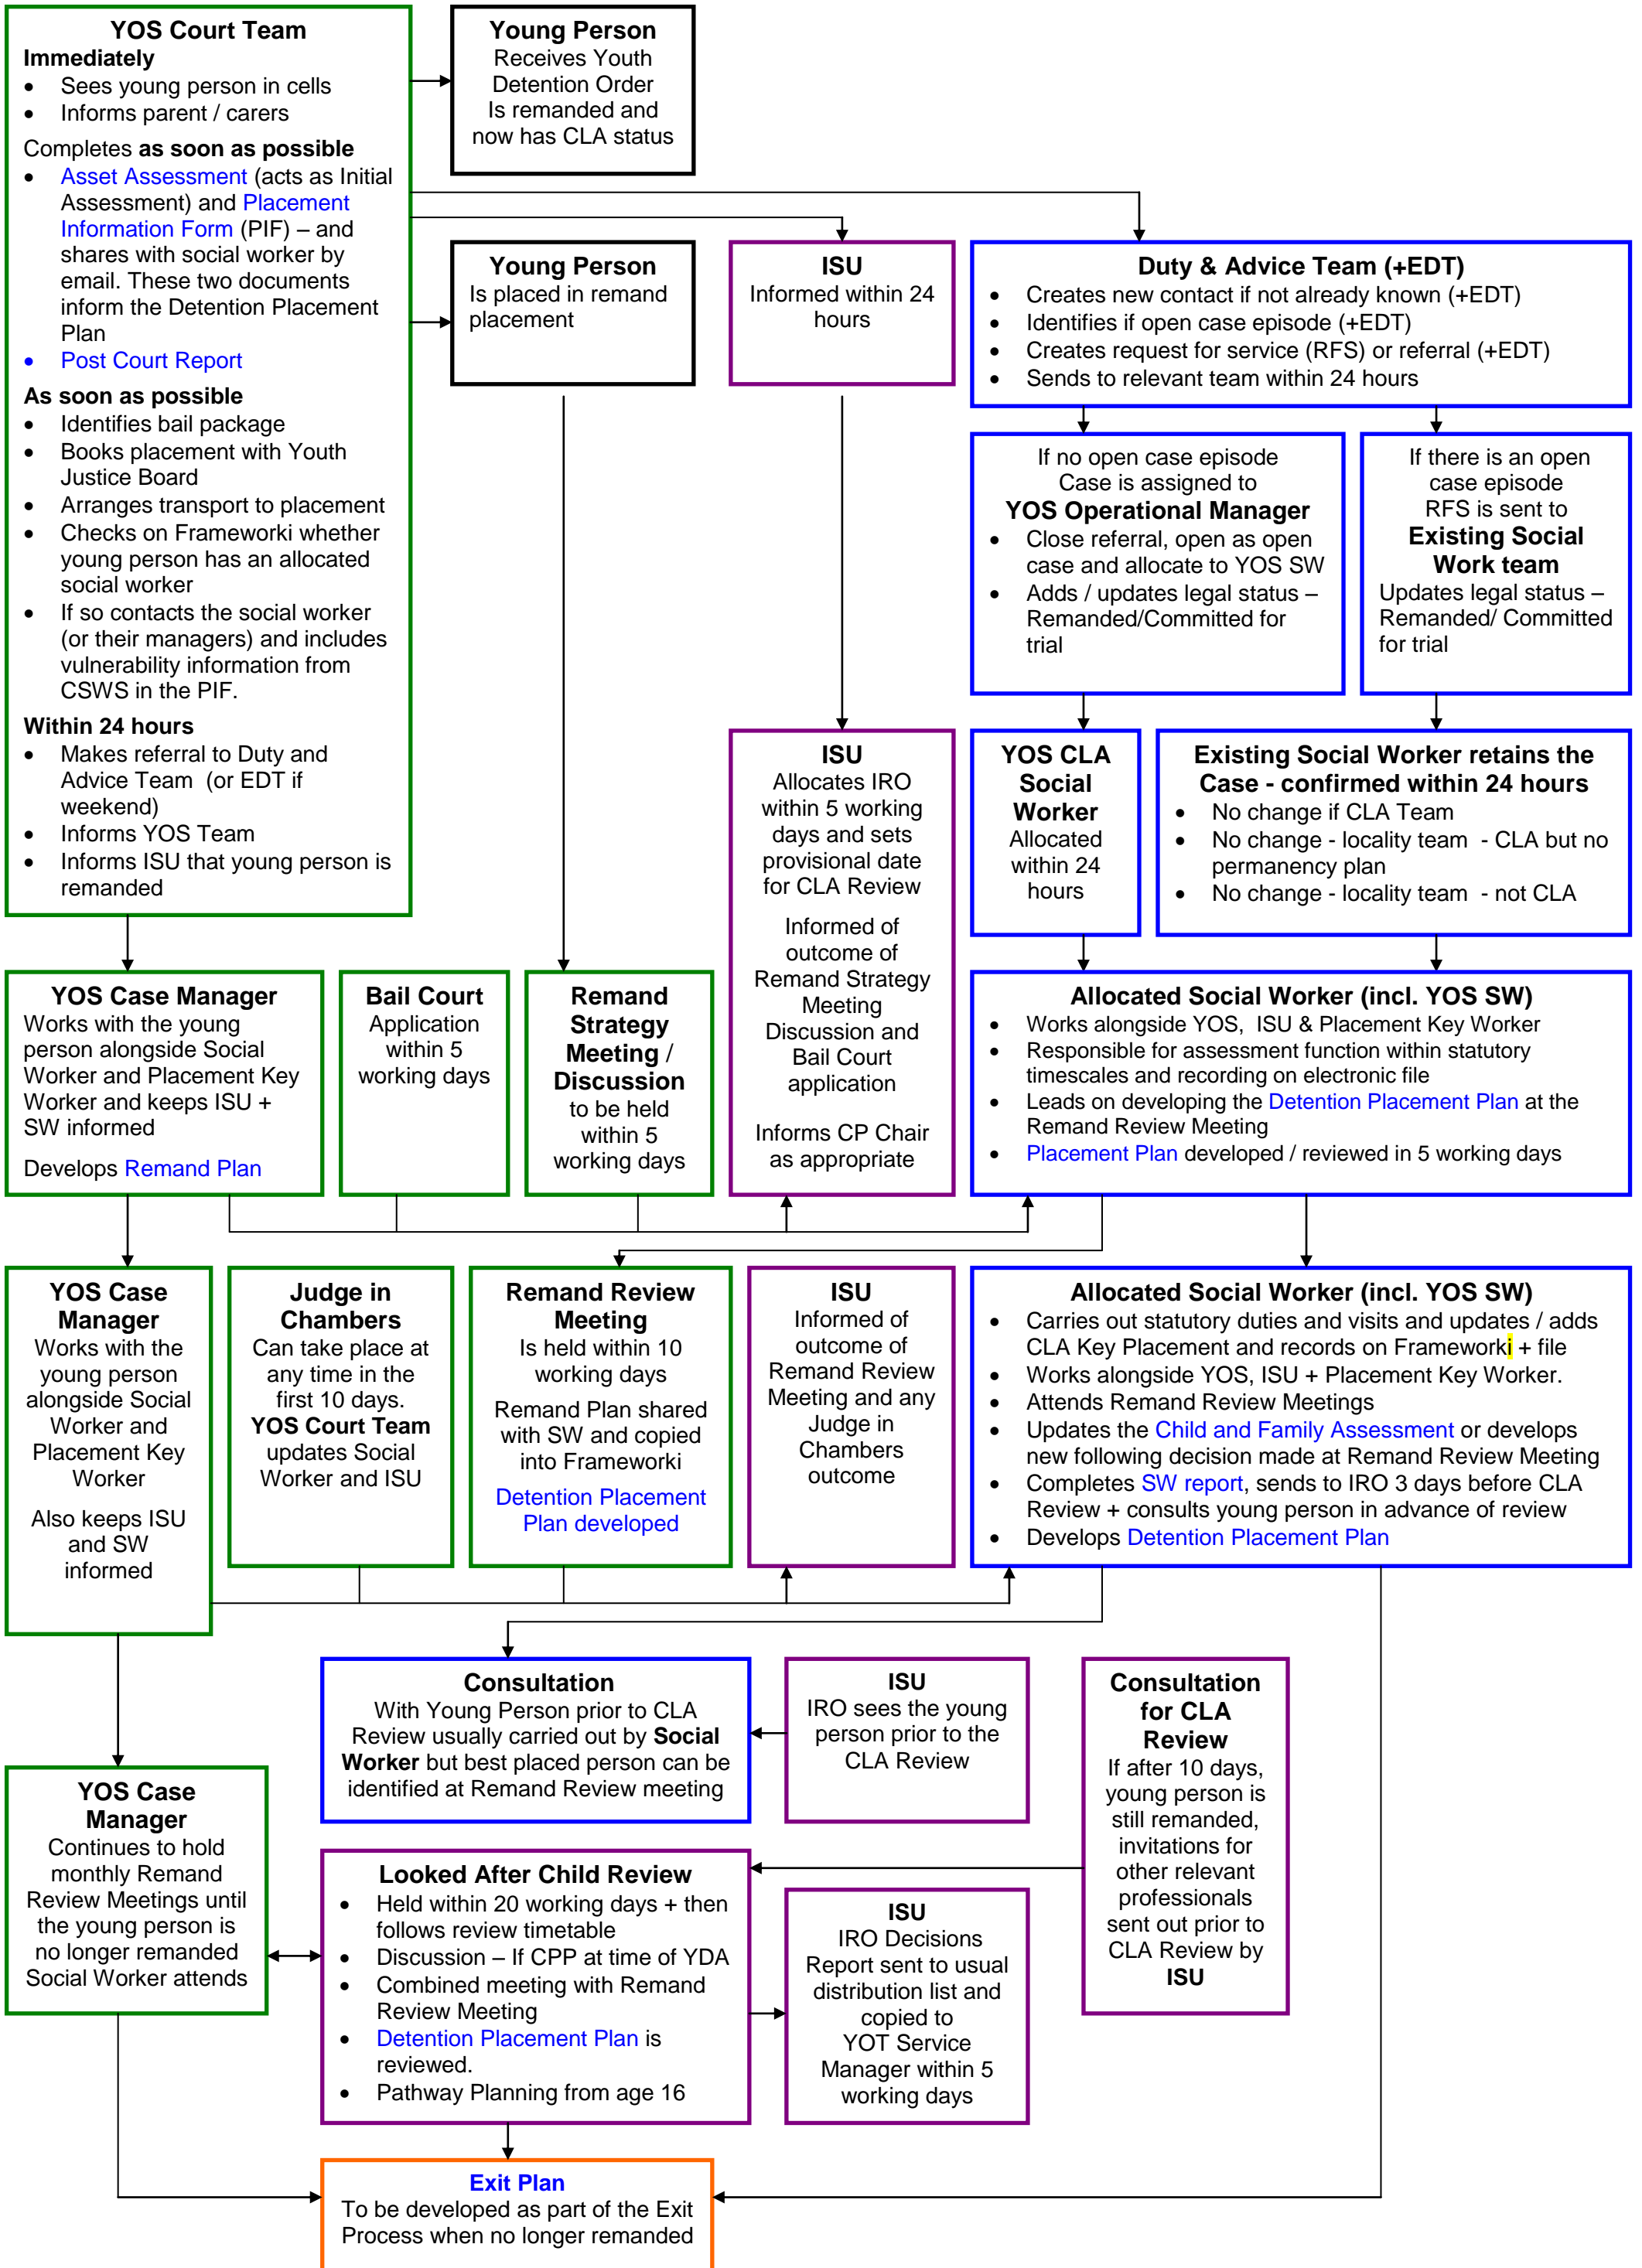 YOS Court Team
Immediately
• Sees young person in cells
• Informs parent / carers
Completes as soon as possible
• Asset Assessment (acts as Initial
Assessment) and Placement
Information Form (PIF) – and
shares with social worker by
email. These two documents
inform the Detention Placement
Plan
• Post Court Report
As soon as possible
• Identifies bail package
• Books placement with Youth
Justice Board
• Arranges transport to placement
• Checks on Frameworki whether
young person has an allocated
social worker
• If so contacts the social worker
(or their managers) and includes
vulnerability information from
CSWS in the PIF.
Within 24 hours
• Makes referral to Duty and
Advice Team (or EDT if
weekend)
• Informs YOS Team
• Informs ISU that young person is
remanded
Young Person
Receives Youth
Detention Order
Is remanded and
now has CLA status
Young Person
Is placed in remand
placement
ISU
Informed within 24
hours
Duty & Advice Team (+EDT)
• Creates new contact if not already known (+EDT)
• Identifies if open case episode (+EDT)
• Creates request for service (RFS) or referral (+EDT)
• Sends to relevant team within 24 hours
If no open case episode
Case is assigned to
YOS Operational Manager
• Close referral, open as open
case and allocate to YOS SW
• Adds / updates legal status –
Remanded/Committed for
trial
If there is an open
case episode
RFS is sent to
Existing Social
Work team
Updates legal status –
Remanded/ Committed
for trial
ISU
Allocates IRO
within 5 working
days and sets
provisional date
for CLA Review
Informed of
outcome of
Remand Strategy
Meeting
Discussion and
Bail Court
application
Informs CP Chair
as appropriate
YOS CLA
Social
Worker
Allocated
within 24
hours
Existing Social Worker retains the
Case - confirmed within 24 hours
• No change if CLA Team
• No change - locality team - CLA but no
permanency plan
• No change - locality team - not CLA
YOS Case Manager
Works with the young
person alongside Social
Worker and Placement Key
Worker and keeps ISU +
SW informed
Develops Remand Plan
Bail Court
Application
within 5
working days
Remand
Strategy
Meeting /
Discussion
to be held
within 5
working days
Allocated Social Worker (incl. YOS SW)
• Works alongside YOS, ISU & Placement Key Worker
• Responsible for assessment function within statutory
timescales and recording on electronic file
• Leads on developing the Detention Placement Plan at the
Remand Review Meeting
• Placement Plan developed / reviewed in 5 working days
YOS Case
Manager
Works with the
young person
alongside Social
Worker and
Placement Key
Worker
Also keeps ISU
and SW
informed
Judge in
Chambers
Can take place at
any time in the
first 10 days.
YOS Court Team
updates Social
Worker and ISU
Remand Review
Meeting
Is held within 10
working days
Remand Plan shared
with SW and copied
into Frameworki
Detention Placement
Plan developed
ISU
Informed of
outcome of
Remand Review
Meeting and any
Judge in
Chambers
outcome
Allocated Social Worker (incl. YOS SW)
• Carries out statutory duties and visits and updates / adds
CLA Key Placement and records on Frameworki + file
• Works alongside YOS, ISU + Placement Key Worker.
• Attends Remand Review Meetings
• Updates the Child and Family Assessment or develops
new following decision made at Remand Review Meeting
• Completes SW report, sends to IRO 3 days before CLA
Review + consults young person in advance of review
• Develops Detention Placement Plan
Consultation
With Young Person prior to CLA
Review usually carried out by Social
Worker but best placed person can be
identified at Remand Review meeting
ISU
IRO sees the young
person prior to the
CLA Review
Consultation
for CLA
Review
If after 10 days,
young person is
still remanded,
invitations for
other relevant
professionals
sent out prior to
CLA Review by
ISU
YOS Case
Manager
Continues to hold
monthly Remand
Review Meetings until
the young person is
no longer remanded
Social Worker attends
Looked After Child Review
• Held within 20 working days + then
follows review timetable
• Discussion – If CPP at time of YDA
• Combined meeting with Remand
Review Meeting
• Detention Placement Plan is
reviewed.
• Pathway Planning from age 16
ISU
IRO Decisions
Report sent to usual
distribution list and
copied to
YOT Service
Manager within 5
working days
Exit Plan
To be developed as part of the Exit
Process when no longer remanded